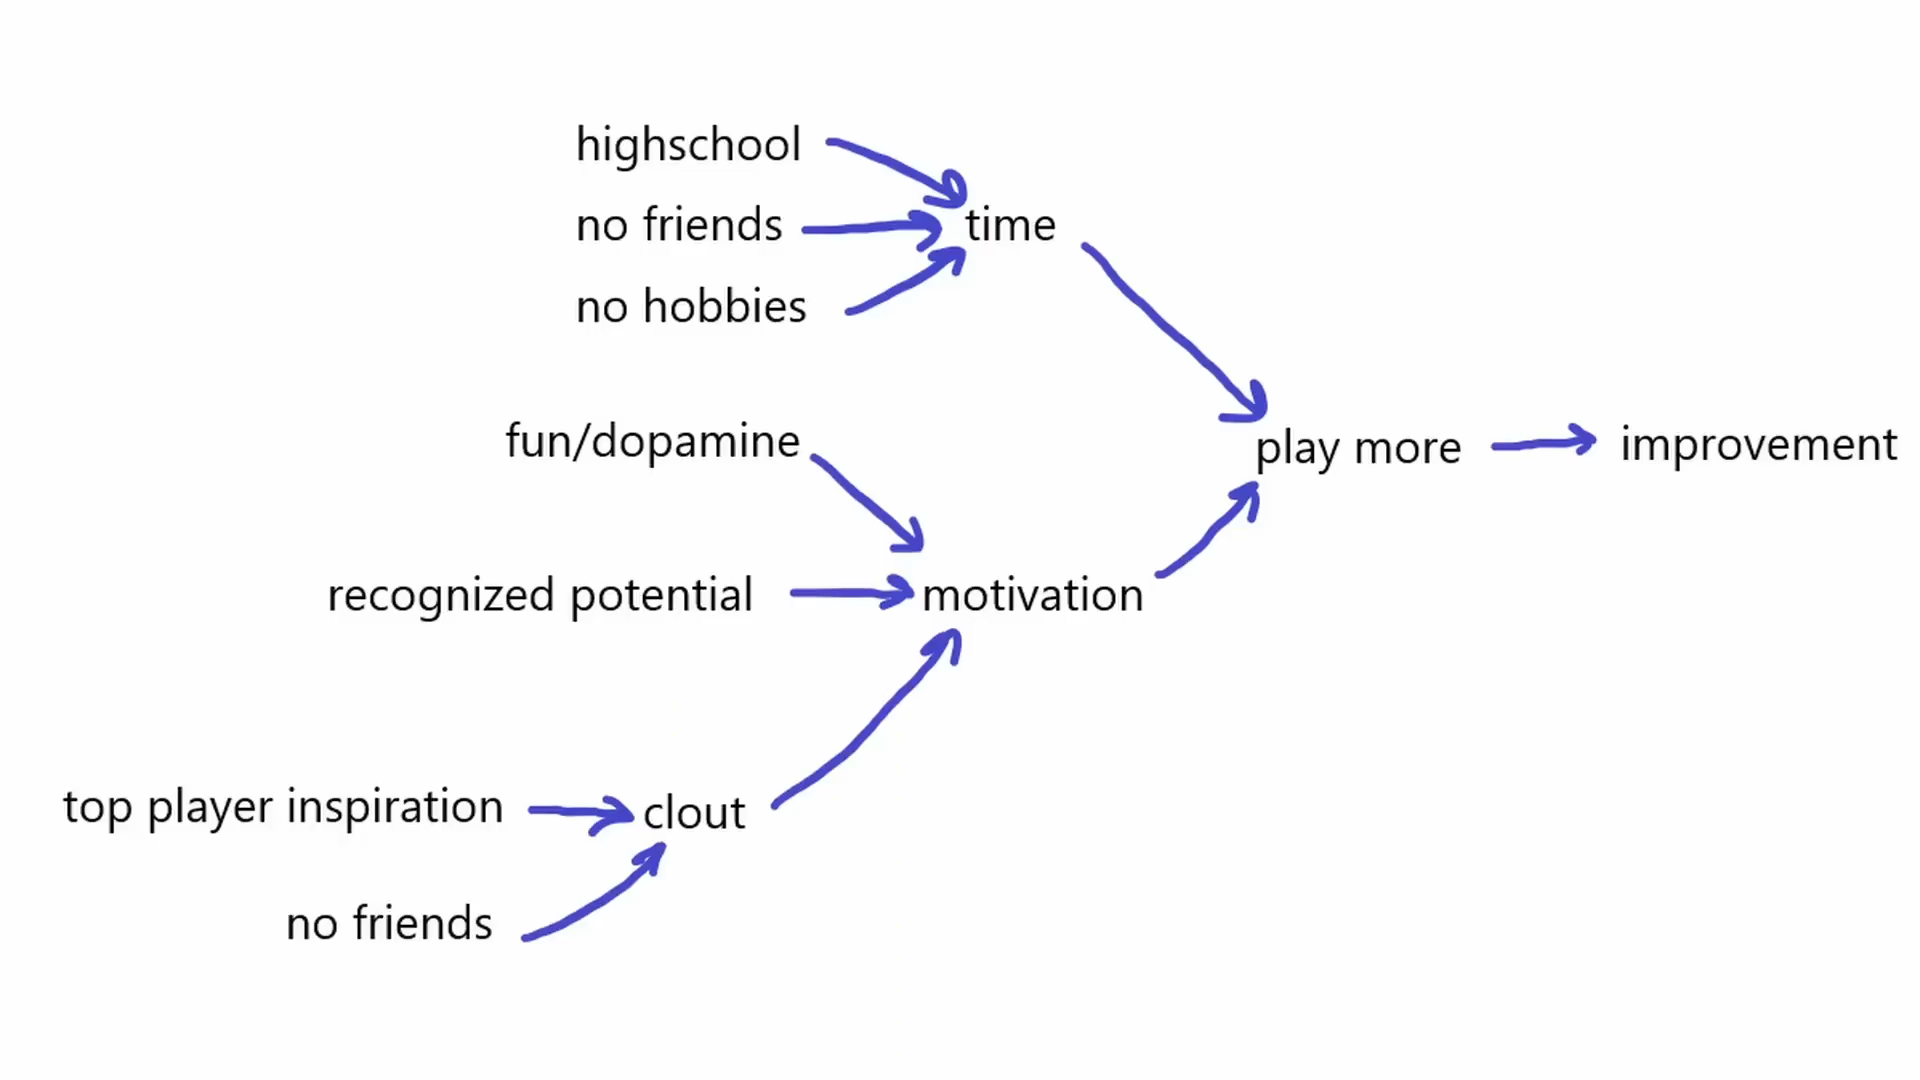 highschool
no friends
time
no hobbies
fun/dopamine
play more
improvement
recognized potential
motivation
top player inspiration
clout
no friends